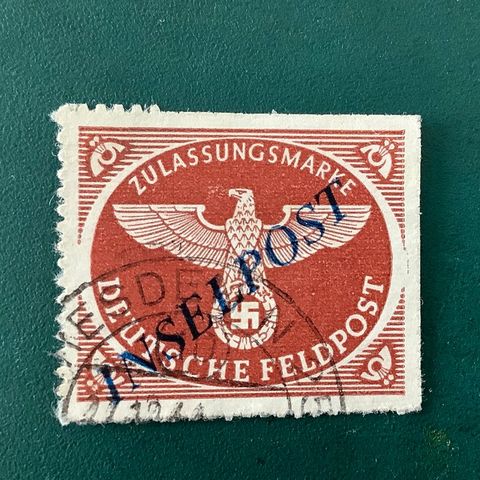 ZULASSUNGSMARKE
INSELPOST
DEUTSCHE FELDPOST